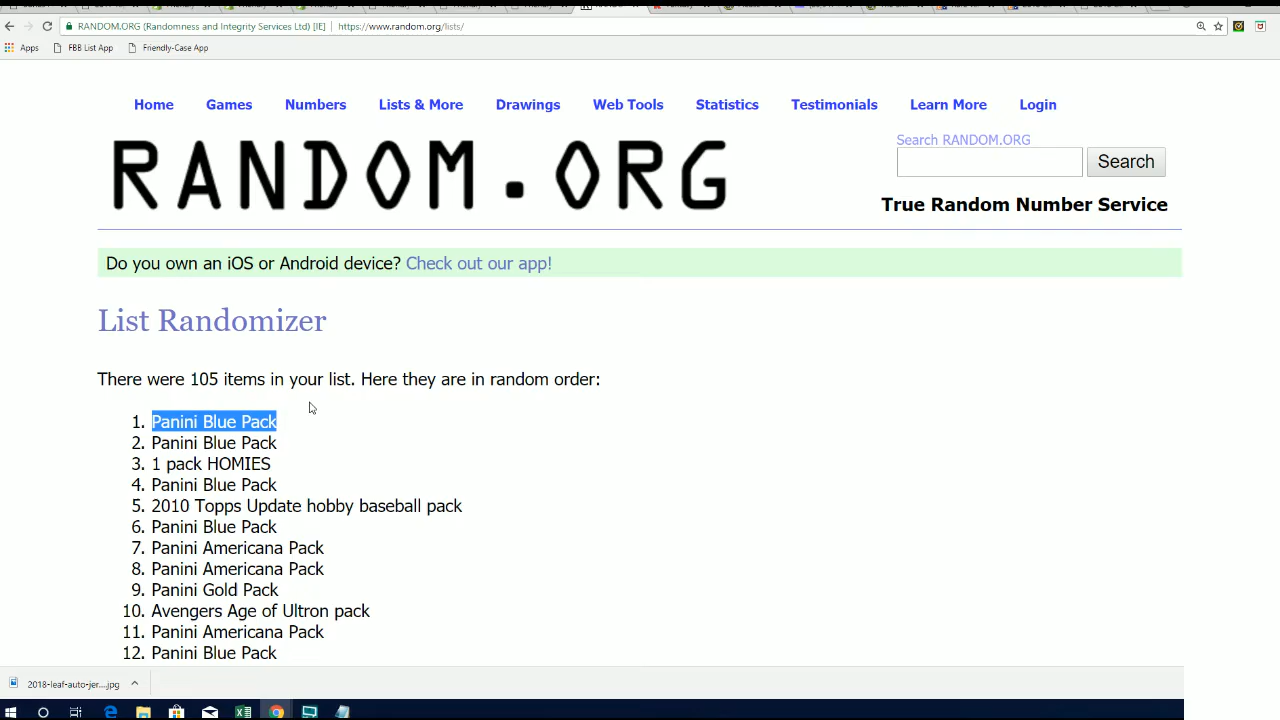 RANDOM.ORG (Randomness and Integrity Services Ltd) [IE] | https://www.random.org/lists/
Apps FBB List App Friendly-Case App
Home Games Numbers Lists & More Drawings Web Tools Statistics Testimonials Learn More Login
RANDOM.ORG
Search RANDOM.ORG
Search
True Random Number Service
Do you own an iOS or Android device? Check out our app!
List Randomizer
There were 105 items in your list. Here they are in random order:
1. Panini Blue Pack
2. Panini Blue Pack
3. 1 pack HOMIES
4. Panini Blue Pack
5. 2010 Topps Update hobby baseball pack
6. Panini Blue Pack
7. Panini Americana Pack
8. Panini Americana Pack
9. Panini Gold Pack
10. Avengers Age of Ultron pack
11. Panini Americana Pack
12. Panini Blue Pack
2018-leaf-auto-jer....jpg